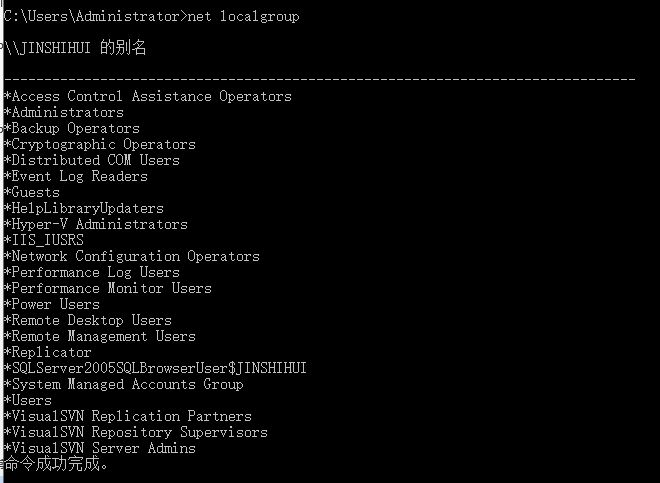 C:\Users\Administrator>net localgroup
\\JINSHIHUI 的别名
-------------------------------------------------------------------------------
*Access Control Assistance Operators
*Administrators
*Backup Operators
*Cryptographic Operators
*Distributed COM Users
*Event Log Readers
*Guests
*HelpLibraryUpdaters
*Hyper-V Administrators
*IIS_IUSRS
*Network Configuration Operators
*Performance Log Users
*Performance Monitor Users
*Power Users
*Remote Desktop Users
*Remote Management Users
*Replicator
*SQLServer2005SQLBrowserUser$JINSHIHUI
*System Managed Accounts Group
*Users
*VisualSVN Replication Partners
*VisualSVN Repository Supervisors
*VisualSVN Server Admins
命令成功完成。